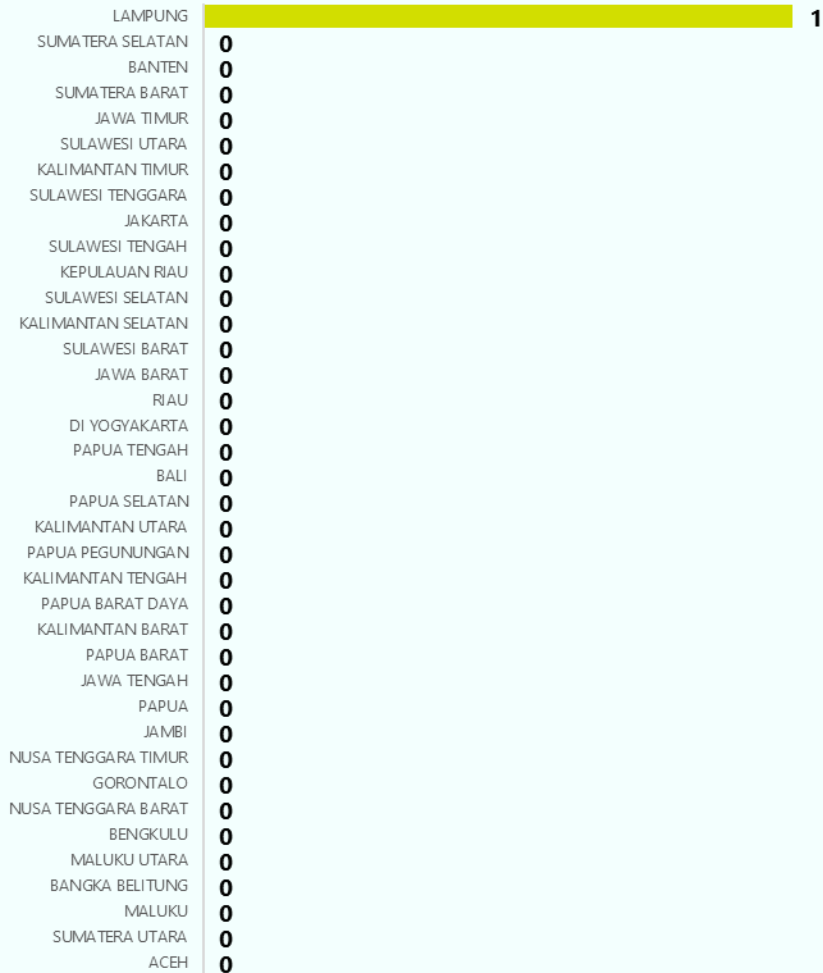 LAMPUNG 1
SUMATERA SELATAN 0
BANTEN 0
SUMATERA BARAT 0
JAWA TIMUR 0
SULAWESI UTARA 0
KALIMANTAN TIMUR 0
SULAWESI TENGGARA 0
JAKARTA 0
SULAWESI TENGAH 0
KEPULAUAN RIAU 0
SULAWESI SELATAN 0
KALIMANTAN SELATAN 0
SULAWESI BARAT 0
JAWA BARAT 0
RIAU 0
DI YOGYAKARTA 0
PAPUA TENGAH 0
BALI 0
PAPUA SELATAN 0
KALIMANTAN UTARA 0
PAPUA PEGUNUNGAN 0
KALIMANTAN TENGAH 0
PAPUA BARAT DAYA 0
KALIMANTAN BARAT 0
PAPUA BARAT 0
JAWA TENGAH 0
PAPUA 0
JAMBI 0
NUSA TENGGARA TIMUR 0
GORONTALO 0
NUSA TENGGARA BARAT 0
BENGKULU 0
MALUKU UTARA 0
BANGKA BELITUNG 0
MALUKU 0
SUMATERA UTARA 0
ACEH 0